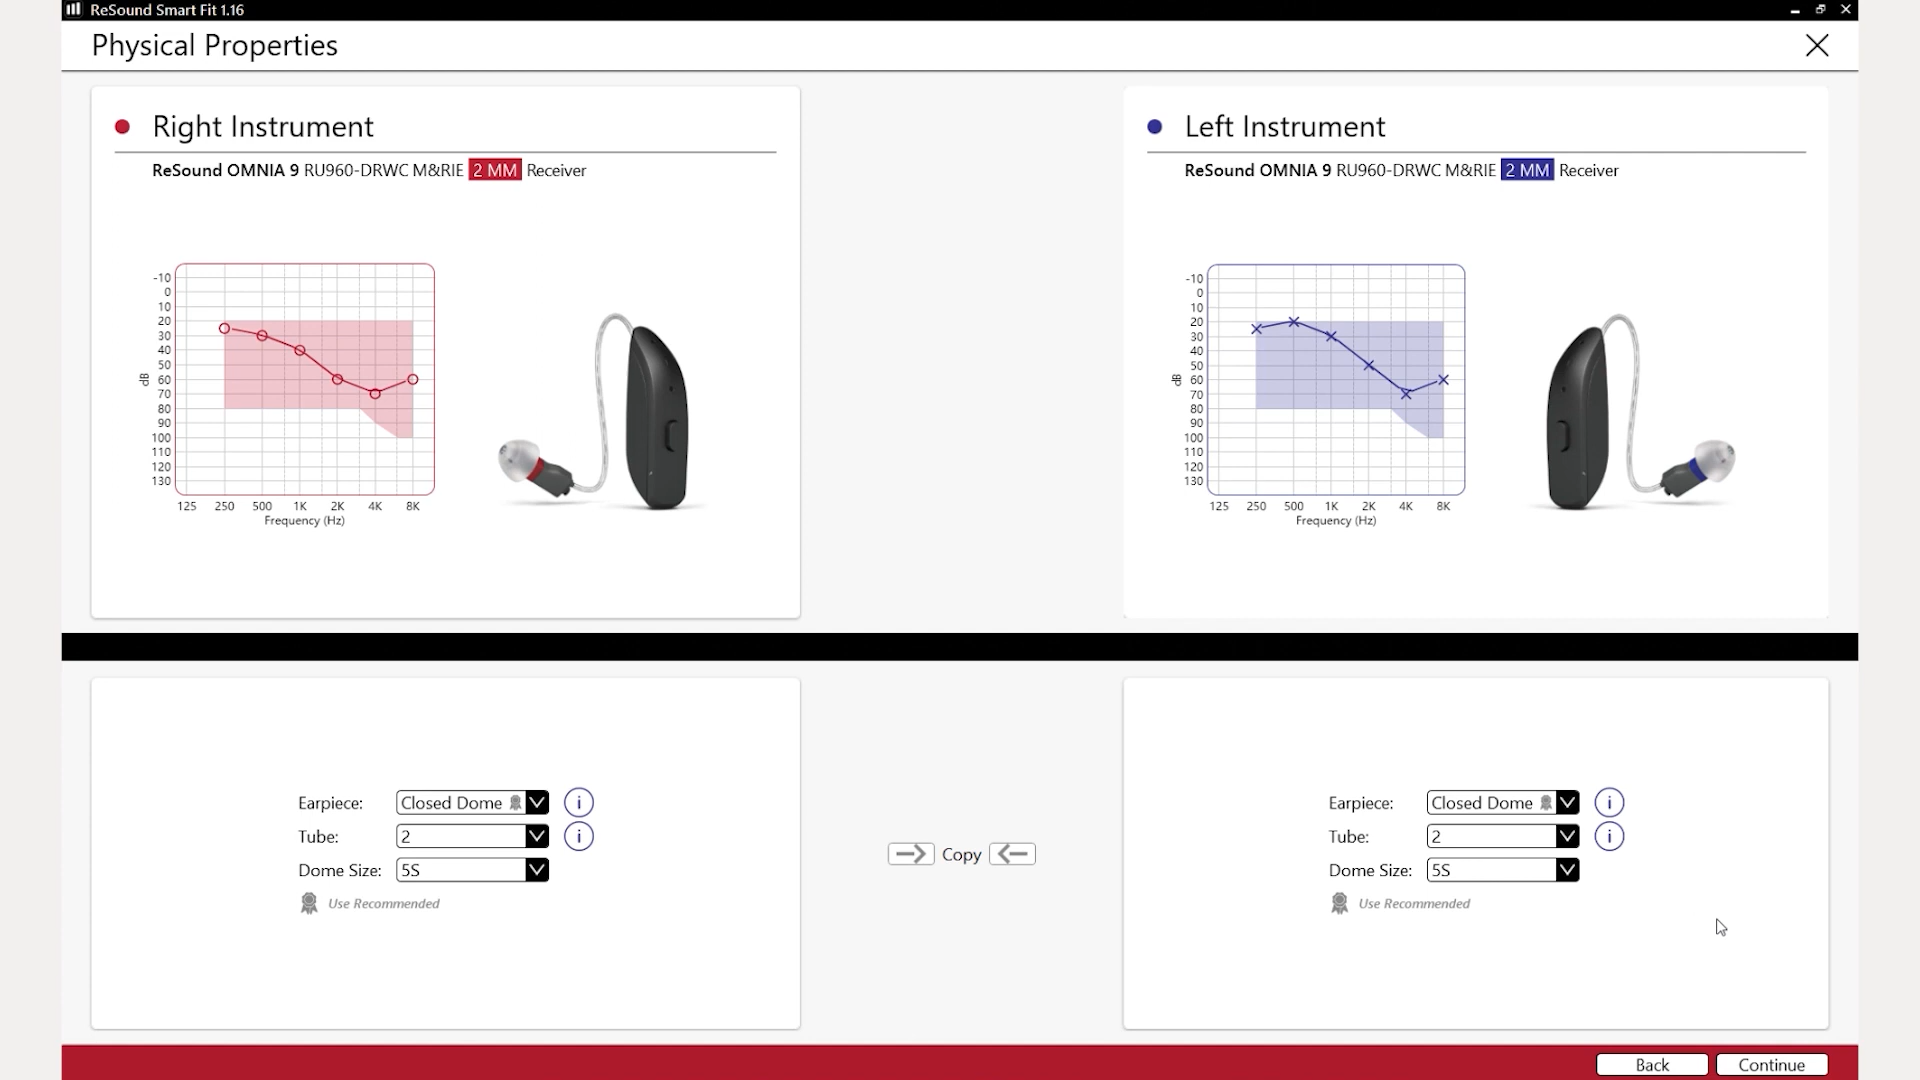 ReSound Smart Fit 1.16
Physical Properties
Right Instrument
ReSound OMNIA 9 RU960-DRWC M&RIE 2 MM Receiver
-10
0
10
20
30
40
50
60
70
80
90
100
110
120
130
dB
125 250 500 1K 2K 4K 8K
Frequency (Hz)
Left Instrument
ReSound OMNIA 9 RU960-DRWC M&RIE 2 MM Receiver
-10
0
10
20
30
40
50
60
70
80
90
100
110
120
130
dB
125 250 500 1K 2K 4K 8K
Frequency (Hz)
Earpiece: Closed Dome i
Tube: 2 i
Dome Size: 5S
Use Recommended
Copy
Earpiece: Closed Dome i
Tube: 2 i
Dome Size: 5S
Use Recommended
Back Continue